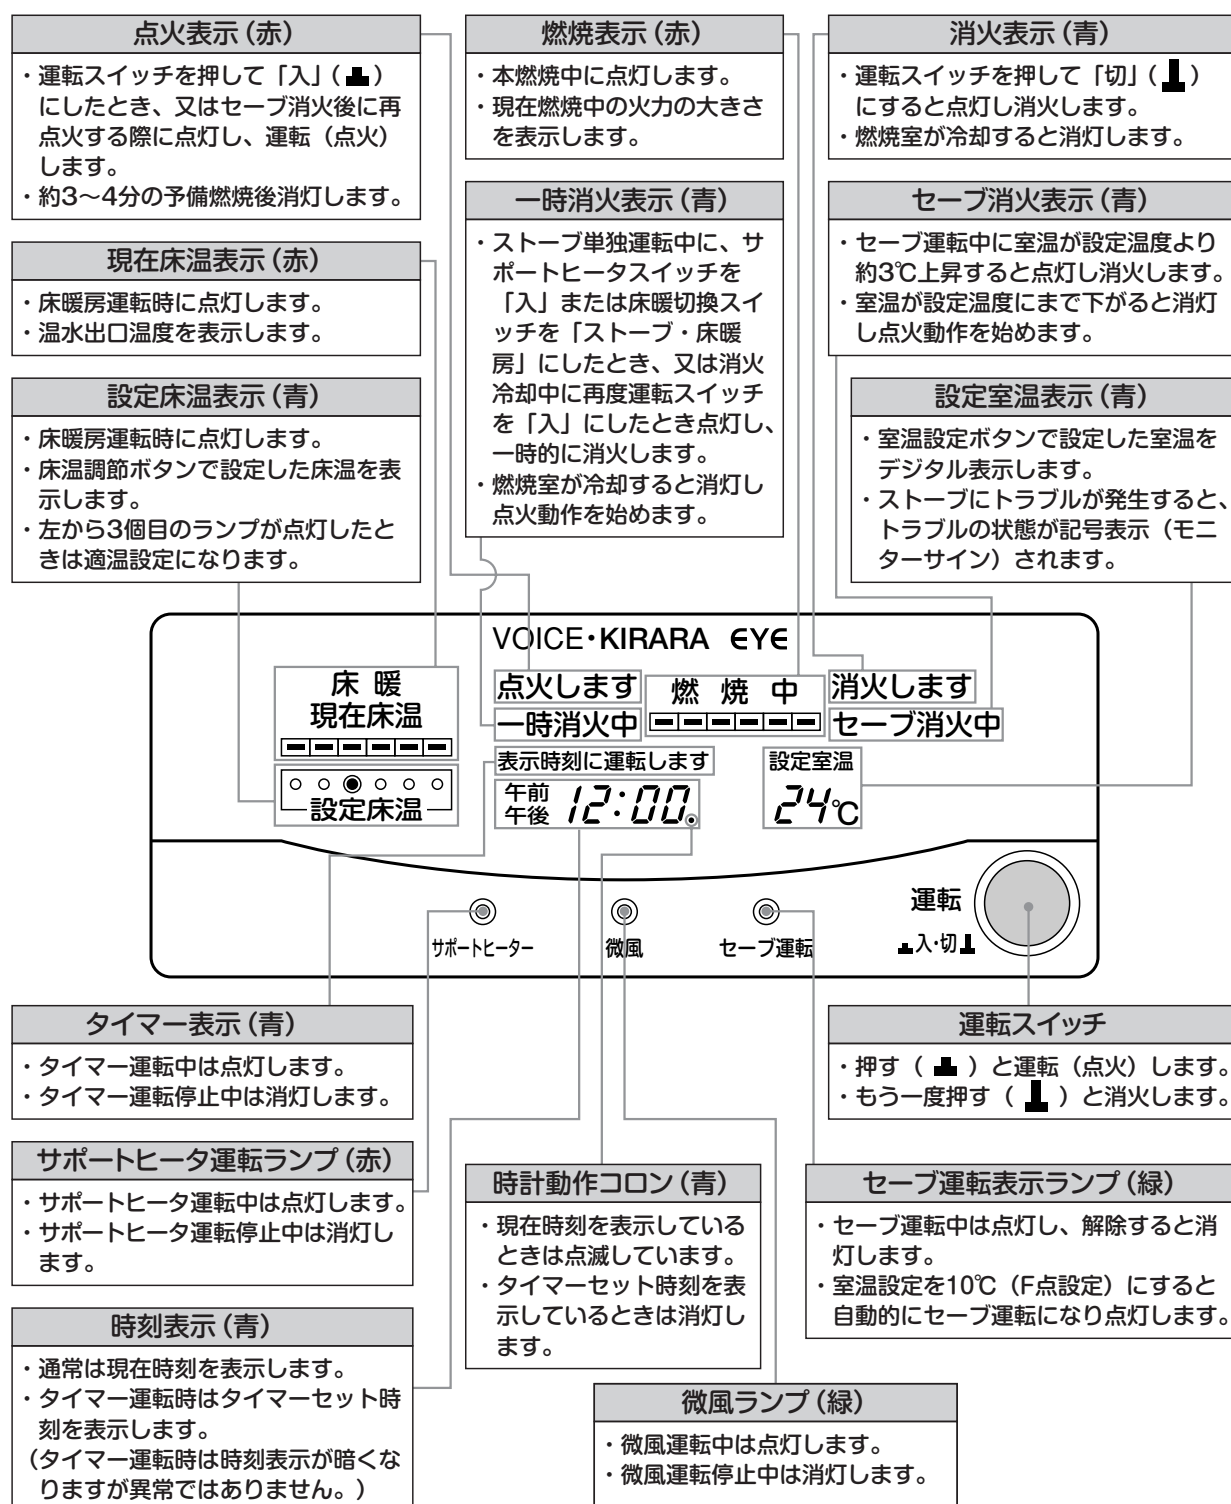 点火表示（赤）
・運転スイッチを押して「入」（ ）
にしたとき、又はセーブ消火後に再
点火する際に点灯し、運転（点火）
します。
・約3～4分の予備燃焼後消灯します。
燃焼表示（赤）
・本燃焼中に点灯します。
・現在燃焼中の火力の大きさ
を表示します。
消火表示（青）
・運転スイッチを押して「切」（ ）
にすると点灯し消火します。
・燃焼室が冷却すると消灯します。
現在床温表示（赤）
・床暖房運転時に点灯します。
・温水出口温度を表示します。
一時消火表示（青）
・ストーブ単独運転中に、サ
ポートヒータスイッチを
「入」または床暖切換スイ
ッチを「ストーブ・床暖
房」にしたとき、又は消火
冷却中に再度運転スイッチ
を「入」にしたとき点灯し、
一時的に消火します。
・燃焼室が冷却すると消灯し
点火動作を始めます。
セーブ消火表示（青）
・セーブ運転中に室温が設定温度より
約3℃上昇すると点灯し消火します。
・室温が設定温度にまで下がると消灯
し点火動作を始めます。
設定床温表示（青）
・床暖房運転時に点灯します。
・床温調節ボタンで設定した床温を表
示します。
・左から3個目のランプが点灯したと
きは適温設定になります。
設定室温表示（青）
・室温設定ボタンで設定した室温を
デジタル表示します。
・ストーブにトラブルが発生すると、
トラブルの状態が記号表示（モニ
ターサイン）されます。
VOICE・KIRARA EYE
床 暖
現在床温
設定床温
点火します
一時消火中
燃 焼 中
消火します
セーブ消火中
表示時刻に運転します
午前
午後
12:00
設定室温
24℃
サポートヒーター
微風
セーブ運転
運転
入・切
タイマー表示（青）
・タイマー運転中は点灯します。
・タイマー運転停止中は消灯します。
運転スイッチ
・押す（ ）と運転（点火）します。
・もう一度押す（ ）と消火します。
サポートヒータ運転ランプ（赤）
・サポートヒータ運転中は点灯します。
・サポートヒータ運転停止中は消灯し
ます。
時計動作コロン（青）
・現在時刻を表示している
ときは点滅しています。
・タイマーセット時刻を表
示しているときは消灯し
ます。
セーブ運転表示ランプ（緑）
・セーブ運転中は点灯し、解除すると消
灯します。
・室温設定を10℃（F点設定）にすると
自動的にセーブ運転になり点灯します。
時刻表示（青）
・通常は現在時刻を表示します。
・タイマー運転時はタイマーセット時
刻を表示します。
（タイマー運転時は時刻表示が暗くな
りますが異常ではありません。）
微風ランプ（緑）
・微風運転中は点灯します。
・微風運転停止中は消灯します。